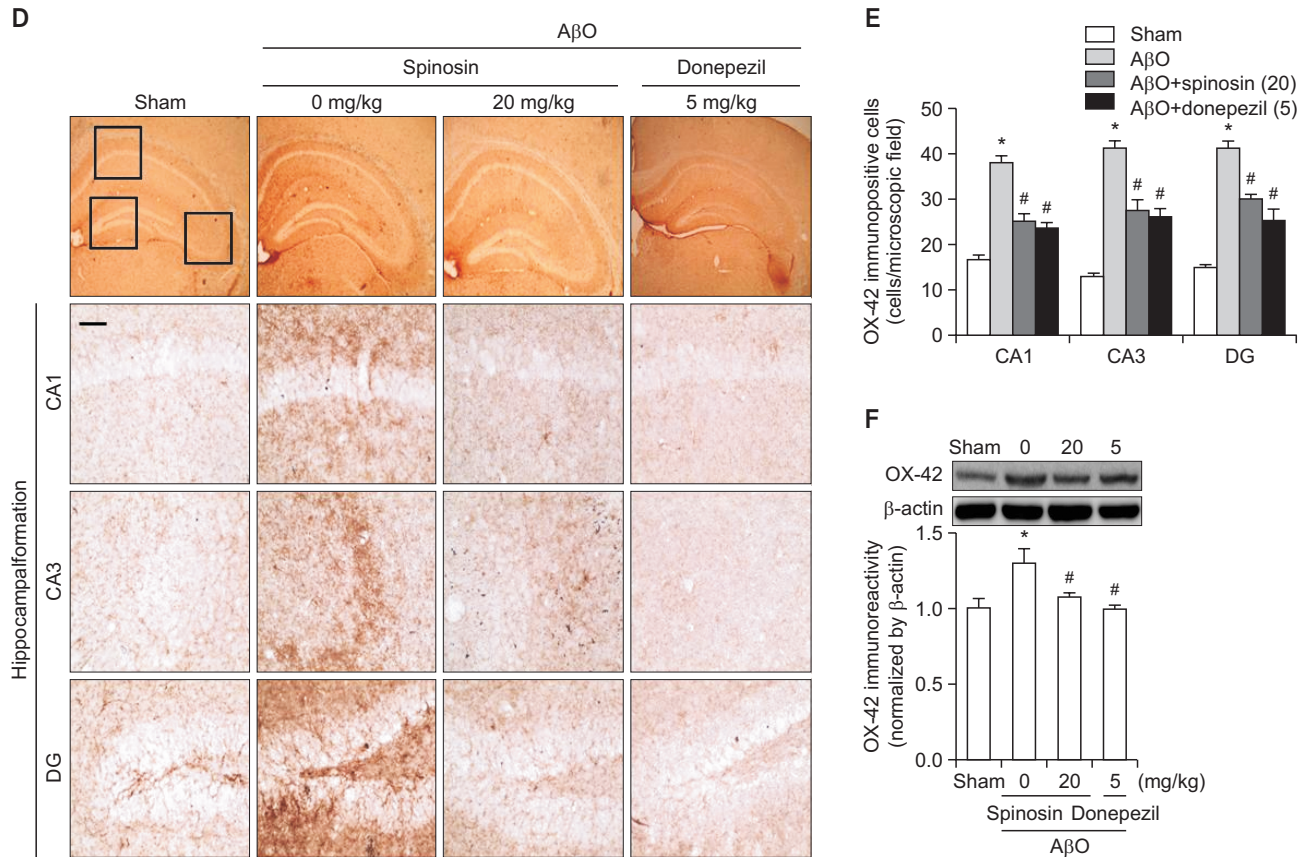 D
AβO
Spinosin Donepezil
Sham 0 mg/kg 20 mg/kg 5 mg/kg
Hippocampalformation
CA1
CA3
DG
E
Sham
AβO
AβO+spinosin (20)
AβO+donepezil (5)
OX-42 immunopositive cells
(cells/microscopic field)
50
40
30
20
10
0
* # #
* # #
* # #
CA1 CA3 DG
F
Sham 0 20 5
OX-42
β-actin
OX-42 immunoreactivity
(normalized by β-actin)
1.5
1.0
0.5
0.0
* # #
Sham 0 20 5 (mg/kg)
Spinosin Donepezil
AβO